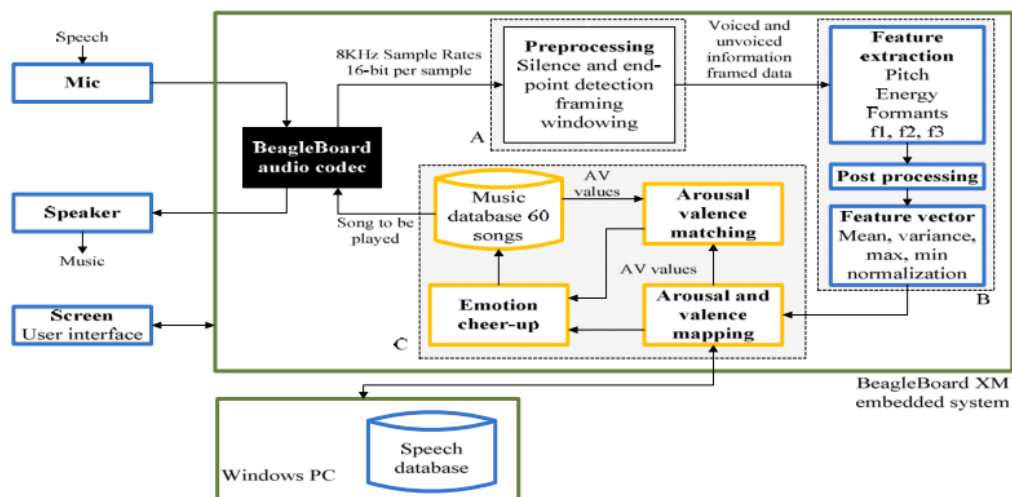 Speech
Mic
8KHz Sample Rates
16-bit per sample
Preprocessing
Silence and end-
point detection
framing
windowing
A
Voiced and
unvoiced
information
framed data
Feature
extraction
Pitch
Energy
Formants
f1, f2, f3
BeagleBoard
audio codec
Post processing
Speaker
Music
Song to be
played
Music
database 60
songs
AV
values
Arousal
valence
matching
Feature vector
Mean, variance,
max, min
normalization
B
AV values
Screen
User interface
Emotion
cheer-up
Arousal and
valence
mapping
C
BeagleBoard XM
embedded system
Windows PC
Speech
database